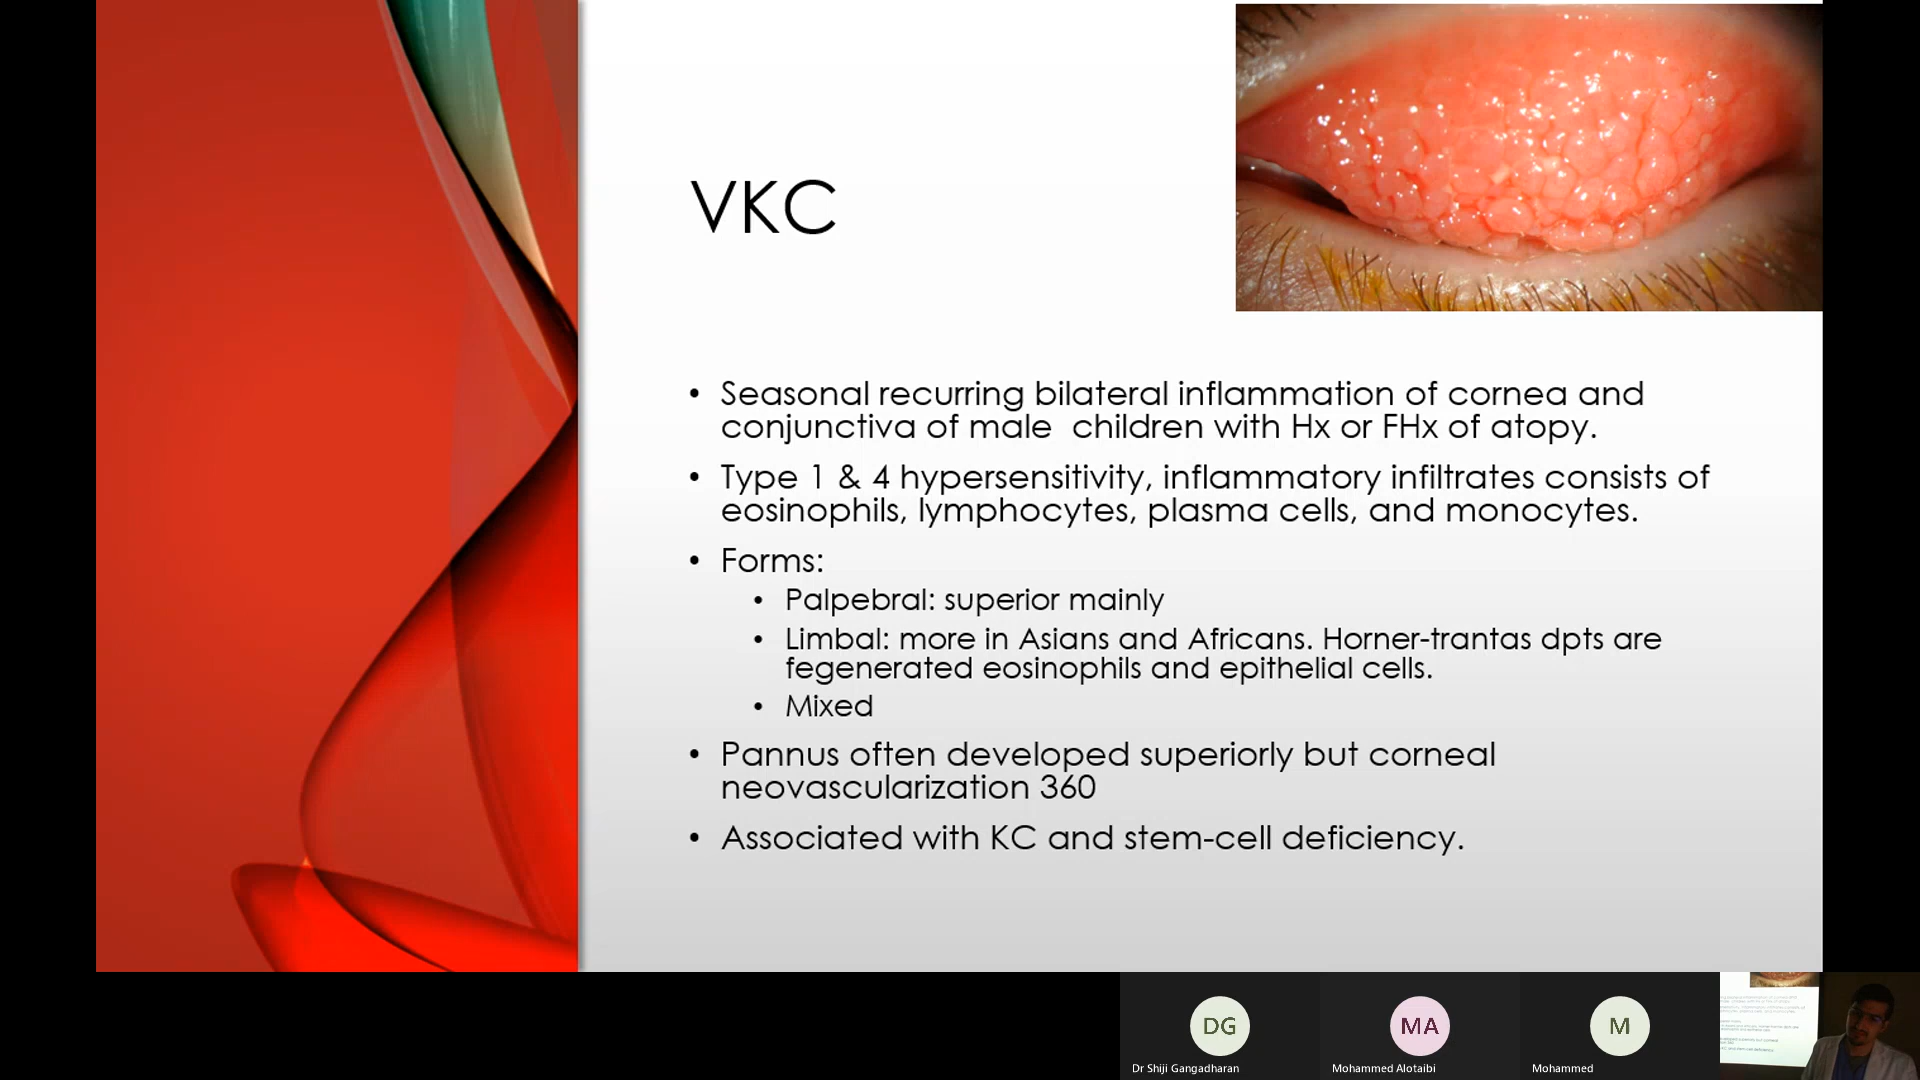 VKC
• Seasonal recurring bilateral inflammation of cornea and
conjunctiva of male  children with Hx or FHx of atopy.
• Type 1 & 4 hypersensitivity, inflammatory infiltrates consists of
eosinophils, lymphocytes, plasma cells, and monocytes.
• Forms:
• Palpebral: superior mainly
• Limbal: more in Asians and Africans. Horner-trantas dpts are
fegenerated eosinophils and epithelial cells.
• Mixed
• Pannus often developed superiorly but corneal
neovascularization 360
• Associated with KC and stem-cell deficiency.
DG
MA
M
Dr Shiji Gangadharan
Mohammed Alotaibi
Mohammed